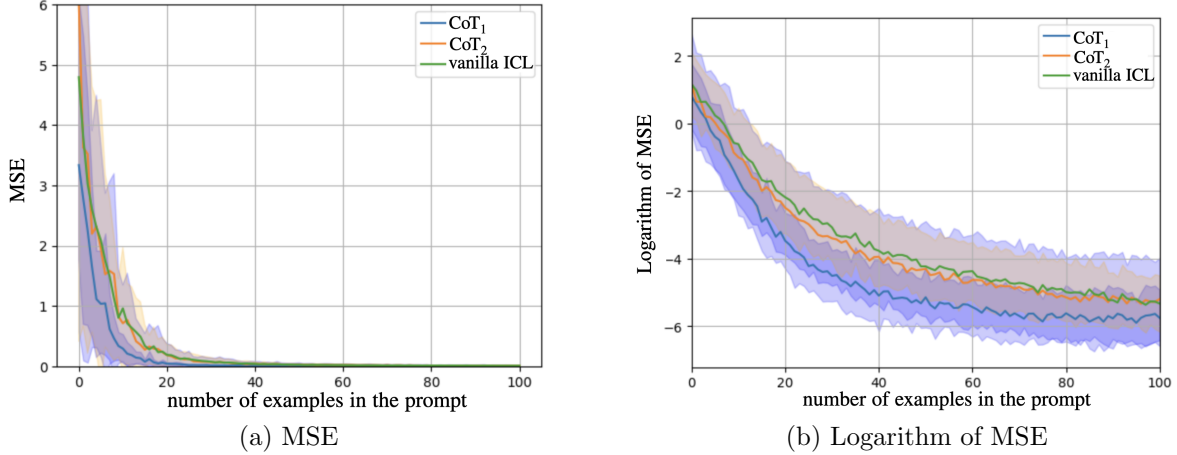 6
5
4
3
2
1
0
MSE
CoT₁
CoT₂
vanilla ICL
0 20 40 60 80 100
number of examples in the prompt
(a) MSE
2
0
−2
−4
−6
Logarithm of MSE
CoT₁
CoT₂
vanilla ICL
0 20 40 60 80 100
number of examples in the prompt
(b) Logarithm of MSE